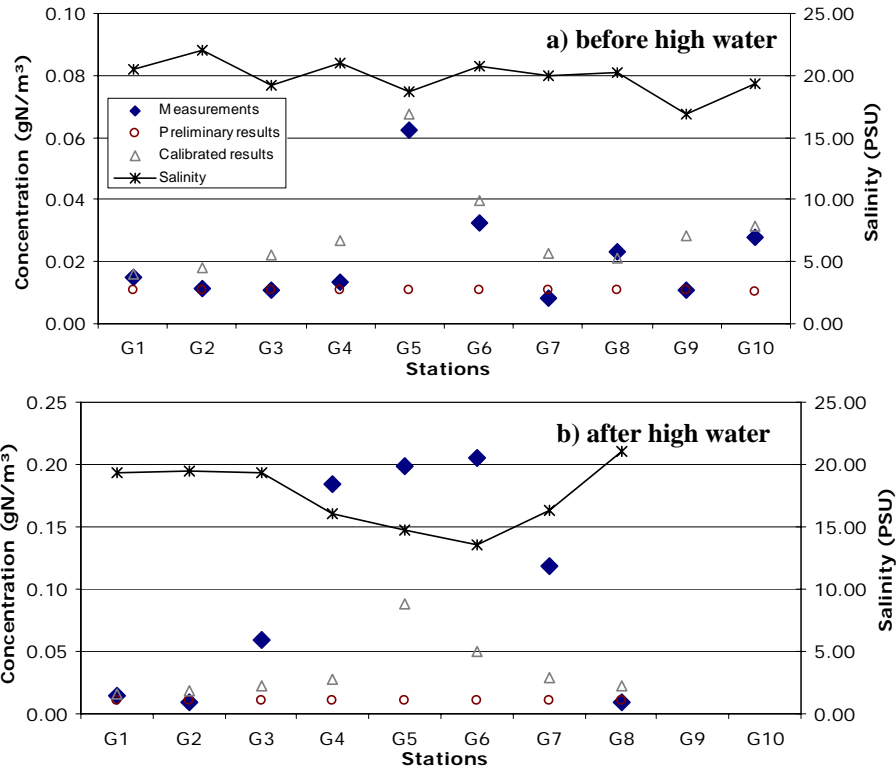 a) before high water
Concentration (gN/m³)
0.10
0.08
0.06
0.04
0.02
0.00
Measurements
Preliminary results
Calibrated results
Salinity
25.00
20.00
15.00
10.00
5.00
0.00
Salinity (PSU)
G1 G2 G3 G4 G5 G6 G7 G8 G9 G10
Stations
b) after high water
Concentration (gN/m³)
0.25
0.20
0.15
0.10
0.05
0.00
25.00
20.00
15.00
10.00
5.00
0.00
Salinity (PSU)
G1 G2 G3 G4 G5 G6 G7 G8 G9 G10
Stations